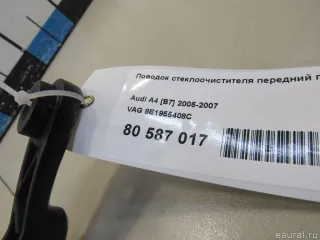 Поводок стеклоочистителя передний
Audi A4 [B7] 2005-2007
VAG 8E1955408C
80 587 017
© eaural.ru